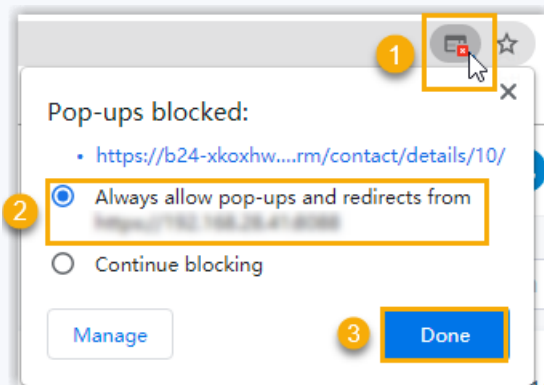 1
Pop-ups blocked:
• https://b24-xkoxhw....rm/contact/details/10/
2
Always allow pop-ups and redirects from
Continue blocking
Manage
3
Done